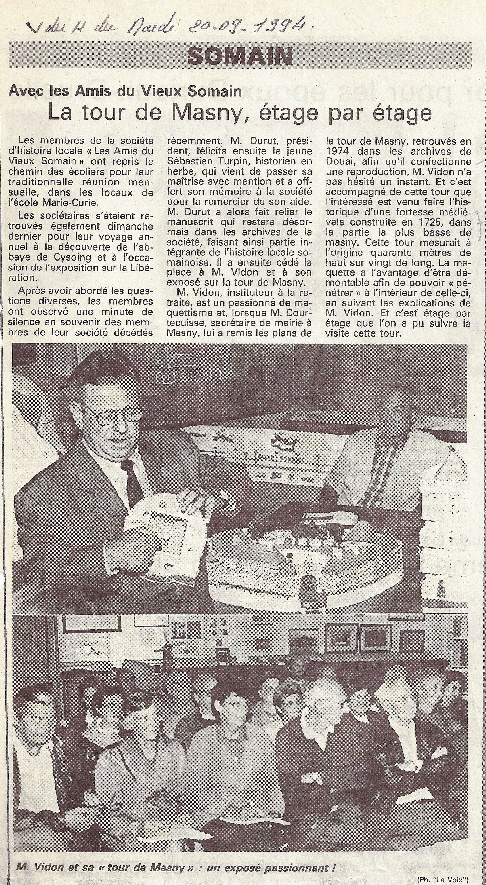 V du N du Mardi 20-09-1994.
SOMAIN
Avec les Amis du Vieux Somain
La tour de Masny, étage par étage
Les membres de la société
d'histoire locale « Les Amis du
Vieux Somain » ont repris le
chemin des écoliers pour leur
traditionnelle réunion men-
suelle dans les locaux de
l'école Marie-Curie.
Les sociétaires s'étaient re-
trouvés également dimanche
dernier pour leur voyage an-
nuel à la découverte de l'ab-
baye de Cysoing et à l'occa-
sion de l'exposition sur la Libé-
ration.
Après avoir abordé les ques-
tions diverses, les membres
ont observé une minute de
silence en souvenir des mem-
bres de leur société décédés
récemment. M. Durut, prési-
dent, félicita ensuite la jeune
Sébastien Turpin, historien en
herbe, qui vient de passer sa
maîtrise avec mention et a of-
fert son mémoire à la société
pour la remercier de son aide.
M. Durut a alors fait relier le
manuscrit qui restera désor-
mais dans les archives de la
société, faisant ainsi partie in-
tégrante de l'histoire locale so-
mainoise. Il a ensuite cédé la
place à M. Vidon et à son
exposé sur la tour de Masny.
M. Vidon, instituteur à la re-
traite, est un passionné de ma-
quettisme et, lorsque M. Cour-
tecuisse, secrétaire de mairie à
Masny, lui a remis les plans de
la tour de Masny, retrouvés en
1974 dans les archives de
Douai, afin qu'il confectionne
une reproduction, M. Vidon n'a
pas hésité un instant. Et c'est
accompagné de cette tour que
l'intéressé est venu faire l'his-
torique d'une forteresse médié-
vale construite en 1725, dans
la partie la plus basse de
masny. Cette tour mesurait à
l'origine quarante mètres de
haut sur vingt de long. La ma-
quette a l'avantage d'être dé-
montable afin de pouvoir « pé-
nétrer » à l'intérieur de celle-ci,
en suivant les explications de
M. Vidon. Et c'est étage par
étage que l'on a pu suivre la
visite cette tour.
M. Vidon et sa « tour de Masny » : un exposé passionnant !
(Ph. "La Voix")